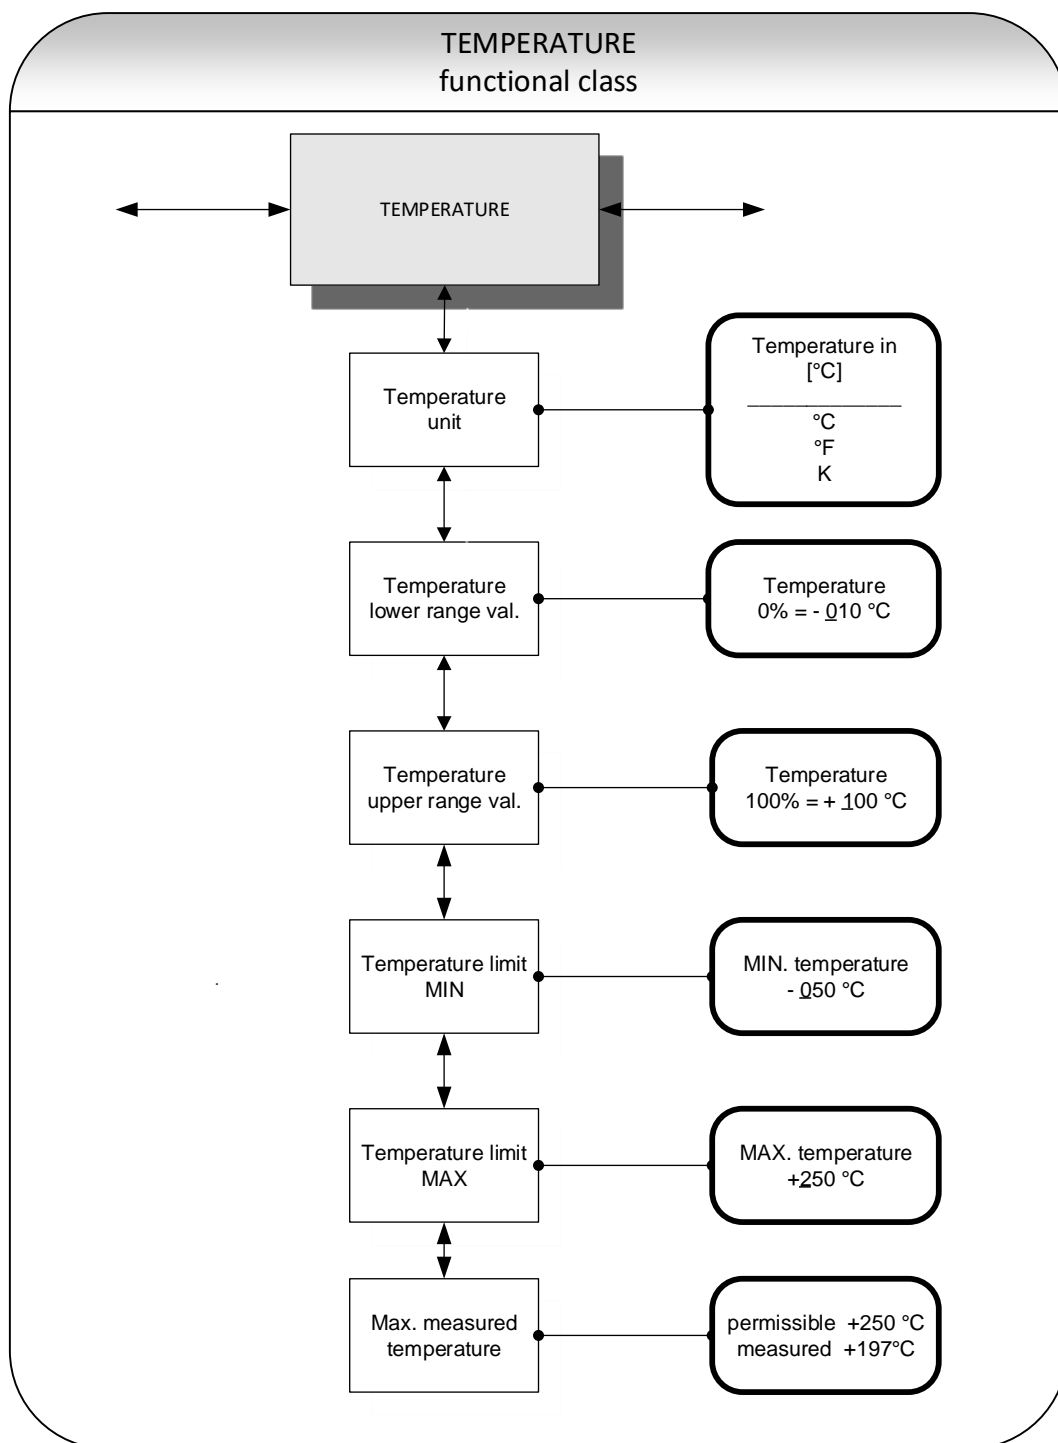 TEMPERATURE
functional class
TEMPERATURE
Temperature
unit
Temperature in
[°C]
_____________
°C
°F
K
Temperature
lower range val.
Temperature
0% = - 010 °C
Temperature
upper range val.
Temperature
100% = + 100 °C
Temperature limit
MIN
MIN. temperature
- 050 °C
Temperature limit
MAX
MAX. temperature
+250 °C
Max. measured
temperature
permissible +250 °C
measured +197°C